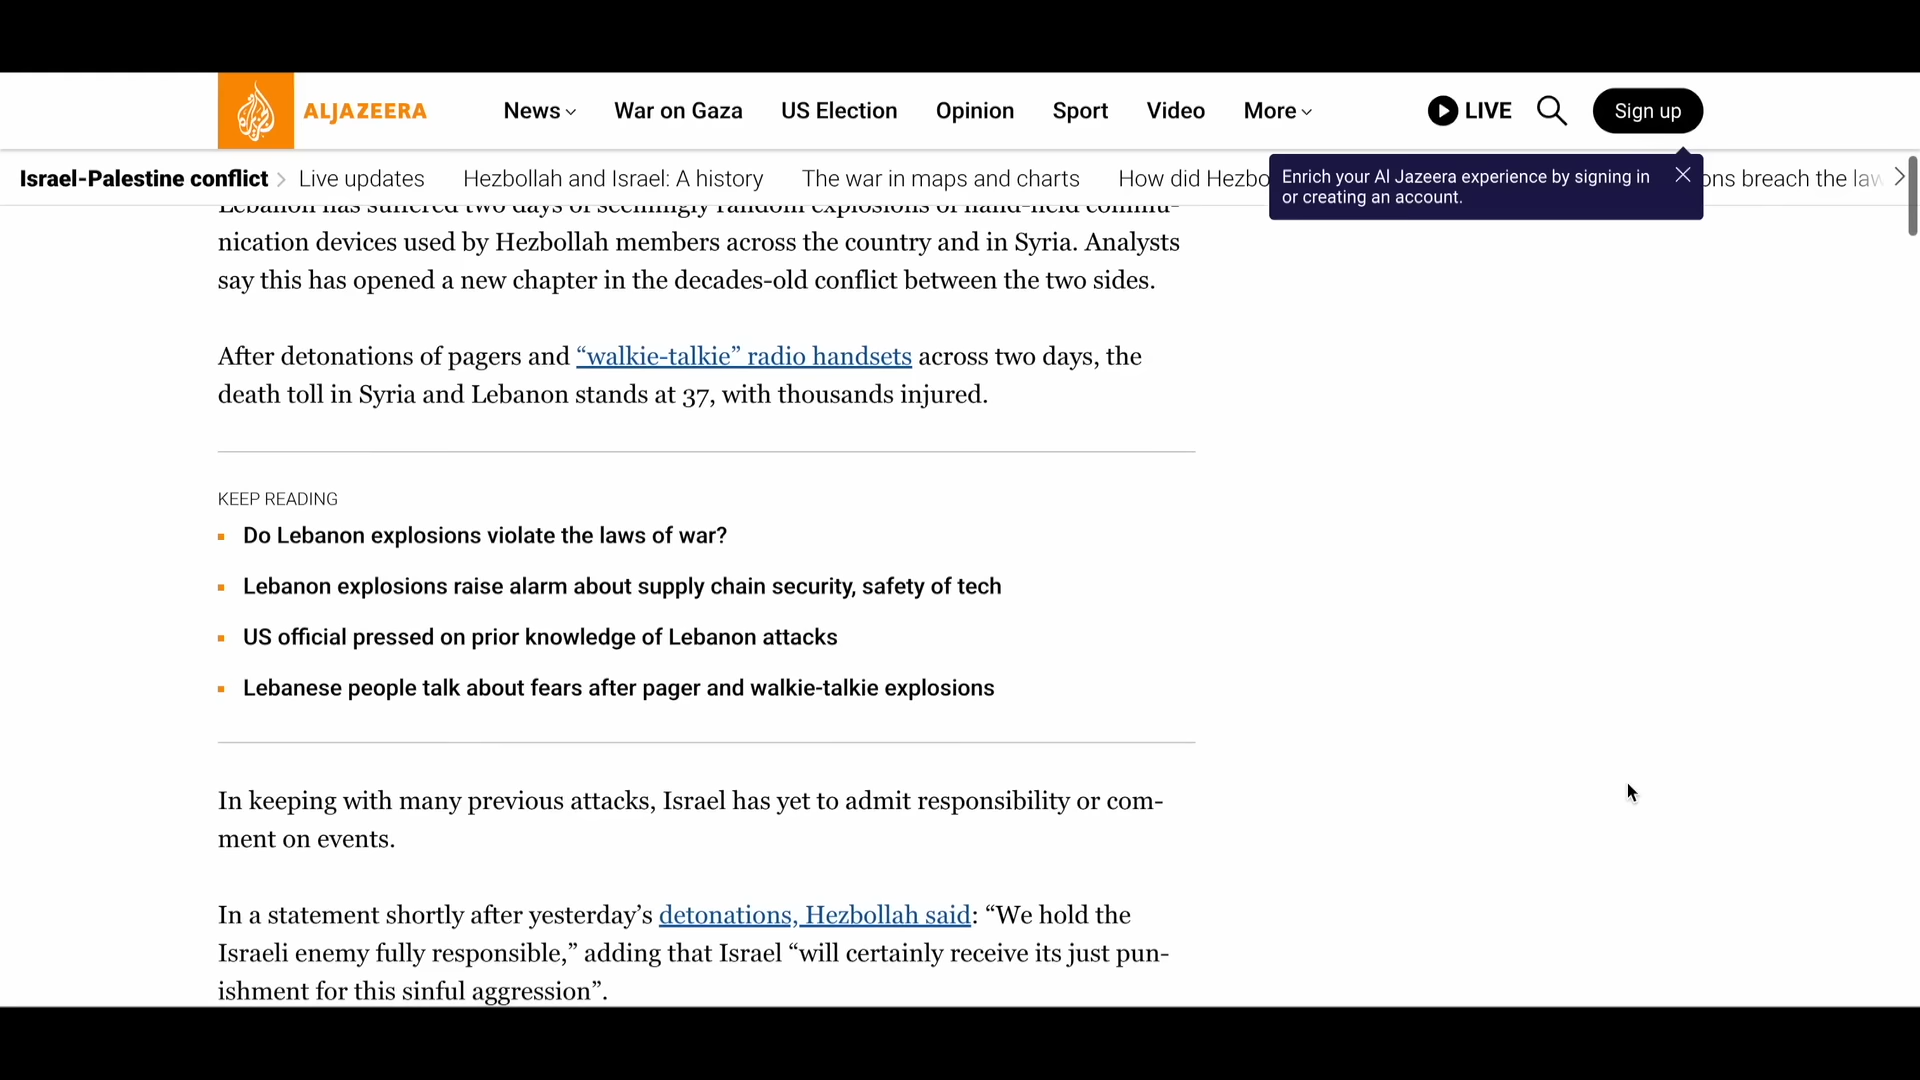 ALJAZEERA
News
War on Gaza
US Election
Opinion
Sport
Video
More
LIVE
Sign up
Israel-Palestine conflict
Live updates
Hezbollah and Israel: A history
The war in maps and charts
How did Hezbo
ons breach the law
Enrich your Al Jazeera experience by signing in
or creating an account.
Lebanon has suffered two days of seemingly random explosions of hand-held commu-
nication devices used by Hezbollah members across the country and in Syria. Analysts
say this has opened a new chapter in the decades-old conflict between the two sides.
After detonations of pagers and “walkie-talkie” radio handsets across two days, the
death toll in Syria and Lebanon stands at 37, with thousands injured.
KEEP READING
Do Lebanon explosions violate the laws of war?
Lebanon explosions raise alarm about supply chain security, safety of tech
US official pressed on prior knowledge of Lebanon attacks
Lebanese people talk about fears after pager and walkie-talkie explosions
In keeping with many previous attacks, Israel has yet to admit responsibility or com-
ment on events.
In a statement shortly after yesterday’s detonations, Hezbollah said: “We hold the
Israeli enemy fully responsible,” adding that Israel “will certainly receive its just pun-
ishment for this sinful aggression”.